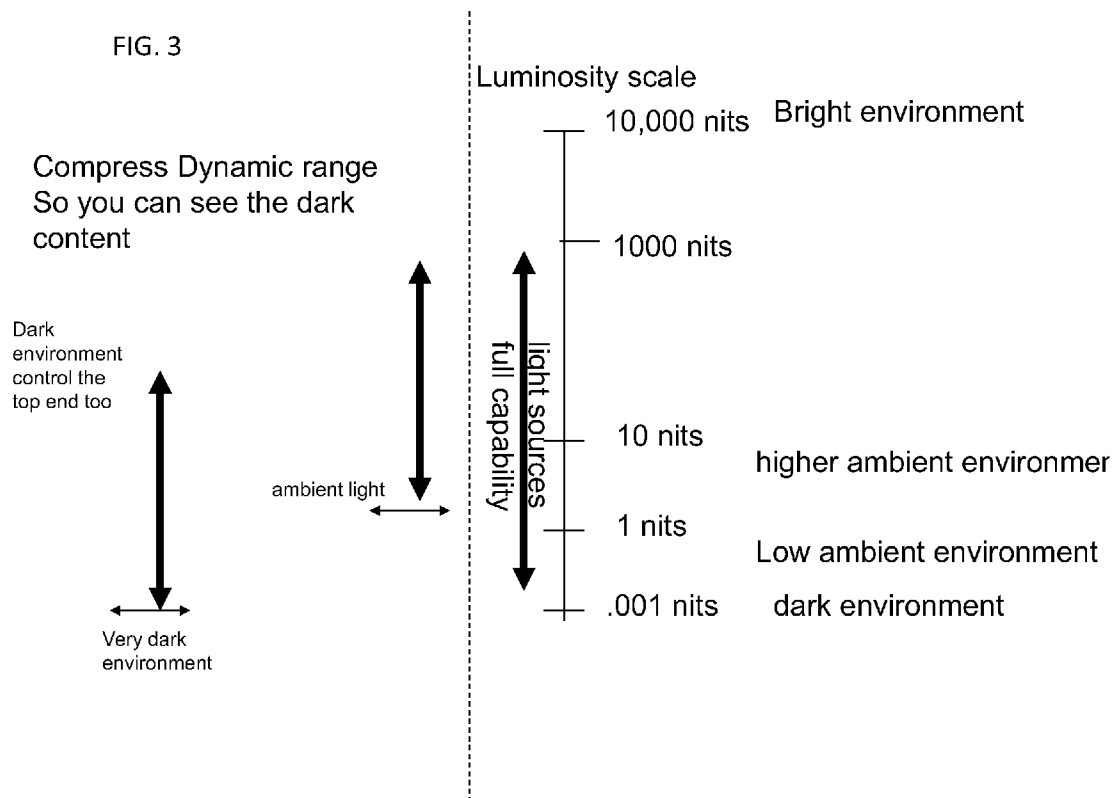 FIG. 3
Luminosity scale
10,000 nits
Bright environment
Compress Dynamic range
So you can see the dark
content
1000 nits
Dark
environment
control the
top end too
light sources
full capability
10 nits
higher ambient environmer
ambient light
1 nits
Low ambient environment
.001 nits
dark environment
Very dark
environment